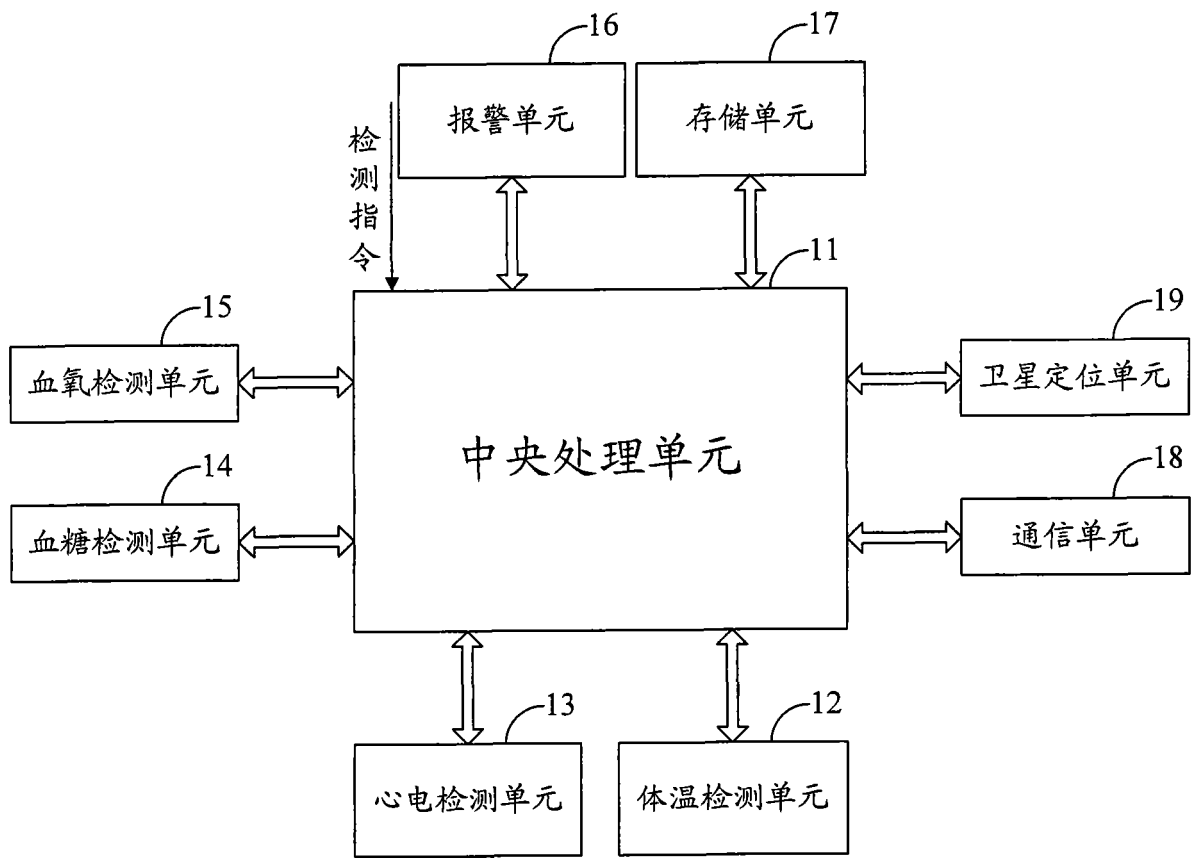 16
17
报警单元
存储单元
检测指令
11
15
19
血氧检测单元
卫星定位单元
中央处理单元
14
18
血糖检测单元
通信单元
13
12
心电检测单元
体温检测单元